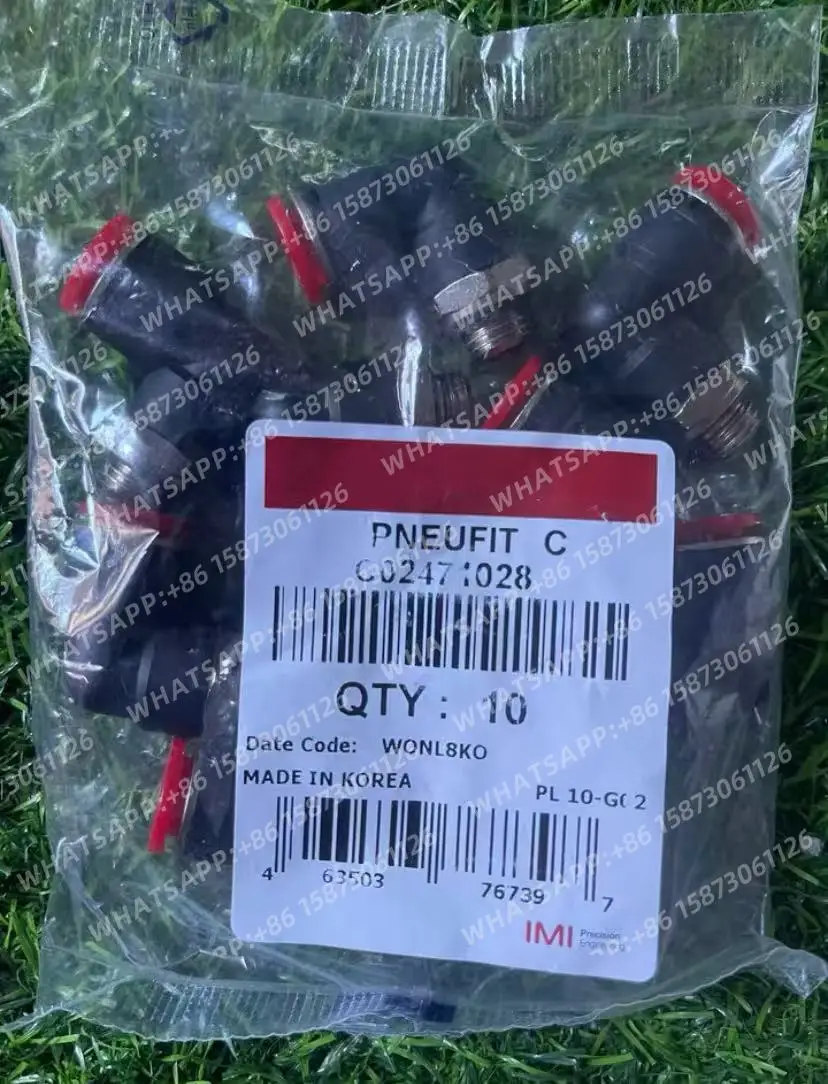 PNEUFIT C
C02471028
QTY: 10
Date Code: WONL8KO
MADE IN KOREA
PL 10-G02
4 63503 76739 7
IMI Precision Engineering
WHATSAPP:+86 15873061126